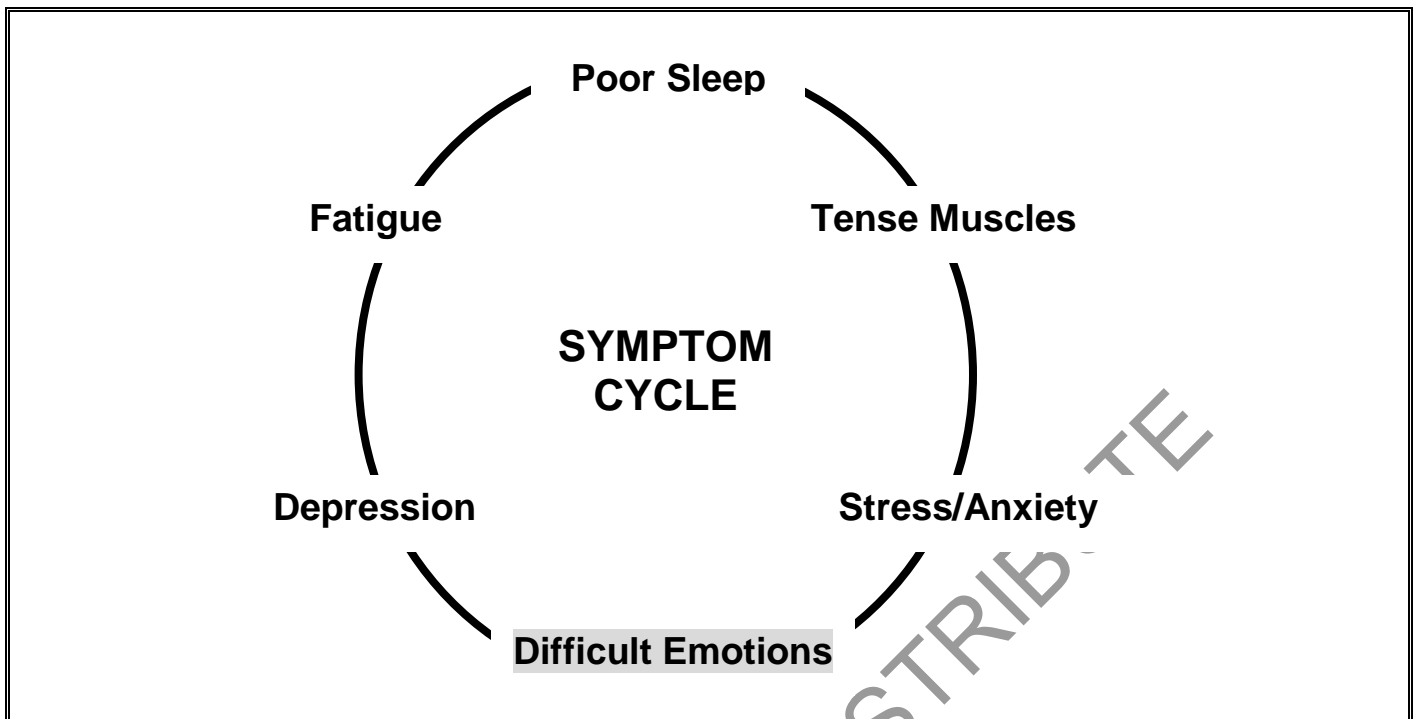 Poor Sleep
Fatigue
Tense Muscles
SYMPTOM
CYCLE
Depression
Stress/Anxiety
Difficult Emotions